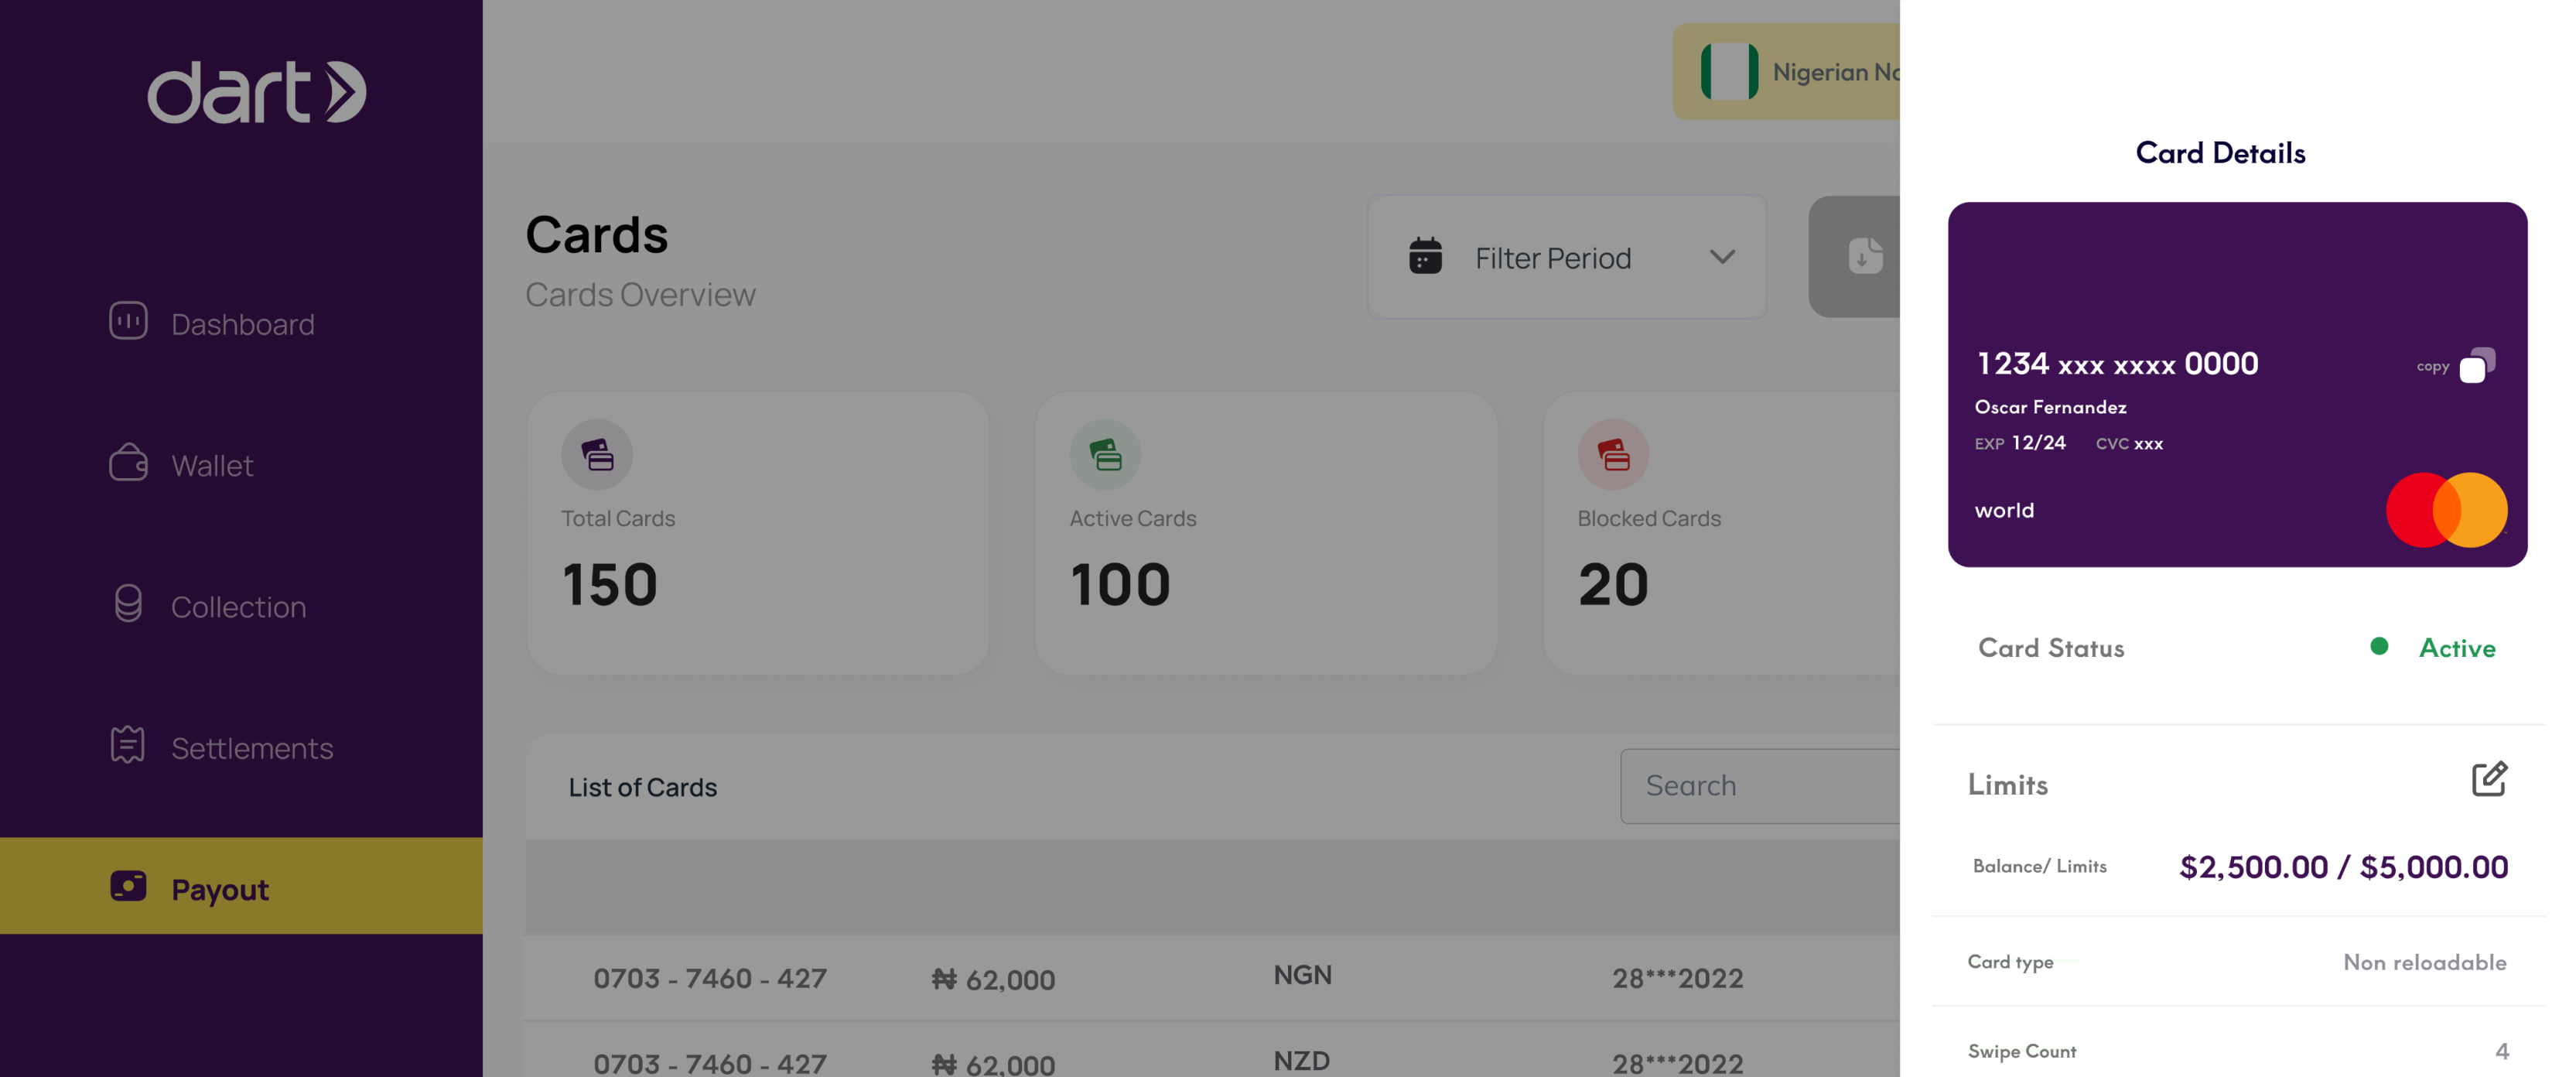 dart
Dashboard
Wallet
Collection
Settlements
Payout
Nigerian
Cards
Cards Overview
Filter Period
Total Cards
150
Active Cards
100
Blocked Cards
20
List of Cards
Search
0703 - 7460 - 427 ₦ 62,000 NGN 28***2022
0703 - 7460 - 427 ₦ 62,000 NZD 28***2022
Card Details
1234 xxx xxxx 0000 copy
Oscar Fernandez
EXP 12/24 CVC xxx
world
Card Status Active
Limits
Balance/ Limits $2,500.00 / $5,000.00
Card type Non reloadable
Swipe Count 4